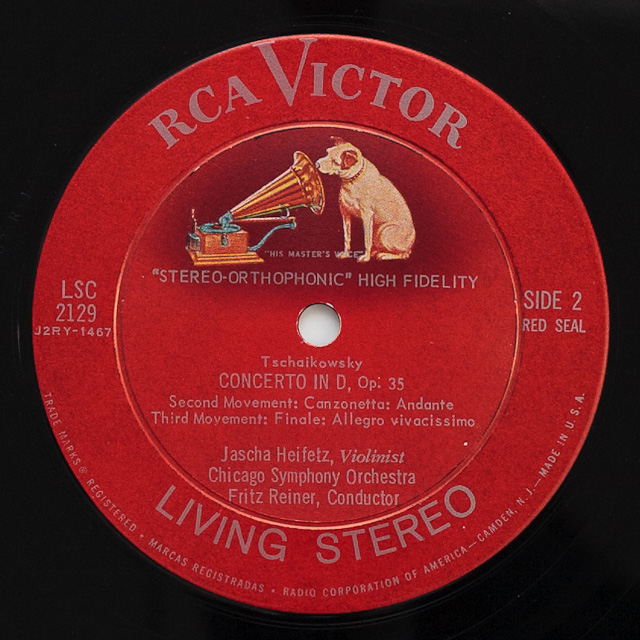 RCA VICTOR
"HIS MASTER'S VOICE"
"STEREO-ORTHOPHONIC" HIGH FIDELITY
LSC
2129
J2RY-1467
SIDE 2
RED SEAL
Tschaikowsky
CONCERTO IN D, Op: 35
Second Movement: Canzonetta: Andante
Third Movement: Finale: Allegro vivacissimo
Jascha Heifetz, Violinist
Chicago Symphony Orchestra
Fritz Reiner, Conductor
LIVING STEREO
TRADE MARKS ® REGISTERED • MARCAS REGISTRADAS • RADIO CORPORATION OF AMERICA—CAMDEN, N.J.—MADE IN U.S.A.